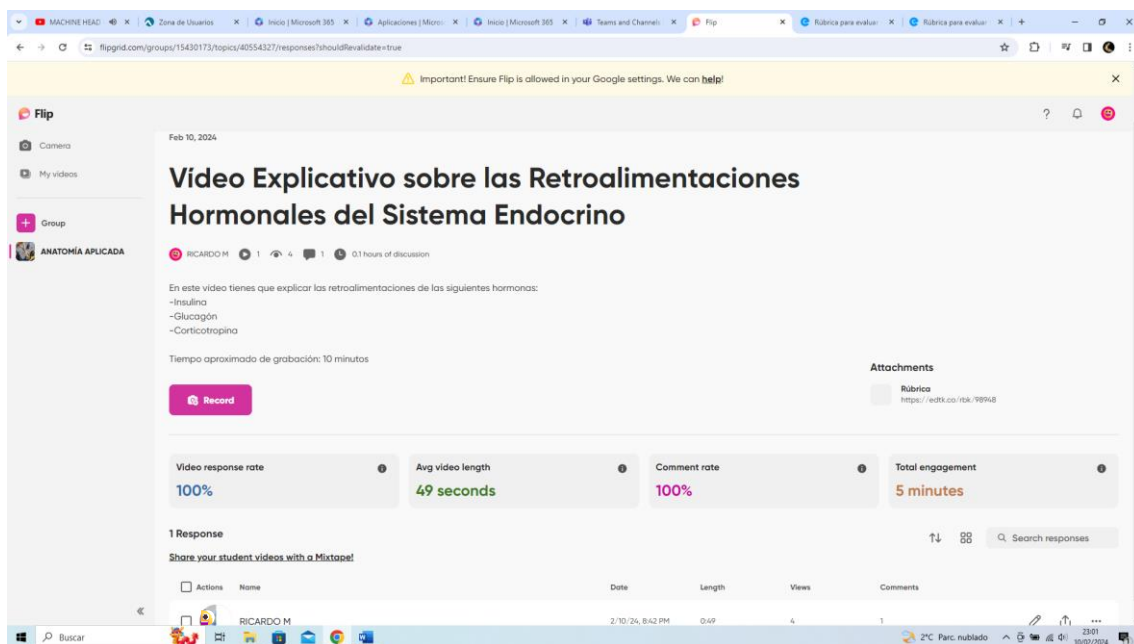 MACHINE HEAD
Zona de Usuarios
Inicio | Microsoft 365
Aplicaciones | Micros
Inicio | Microsoft 365
Teams and Channels
Flip
Rúbrica para evaluar
Rúbrica para evaluar
flipgrid.com/groups/15430173/topics/40554327/responses?shouldRevalidate=true
Important! Ensure Flip is allowed in your Google settings. We can help!
Flip
Camera
My videos
Group
ANATOMÍA APLICADA
Feb 10, 2024
Vídeo Explicativo sobre las Retroalimentaciones
Hormonales del Sistema Endocrino
RICARDO M 1 4 1 0.1 hours of discussion
En este vídeo tienes que explicar las retroalimentaciones de las siguientes hormonas:
-Insulina
-Glucagón
-Corticotropina
Tiempo aproximado de grabación: 10 minutos
Record
Attachments
Rúbrica
https://edtk.co/rbk/98948
Video response rate
100%
Avg video length
49 seconds
Comment rate
100%
Total engagement
5 minutes
1 Response
Share your student videos with a Mixtape!
Search responses
Actions Name Date Length Views Comments
RICARDO M 2/10/24, 8:42 PM 0:49 4 1
Buscar
2°C Parc. nublado
23:01
10/02/2024